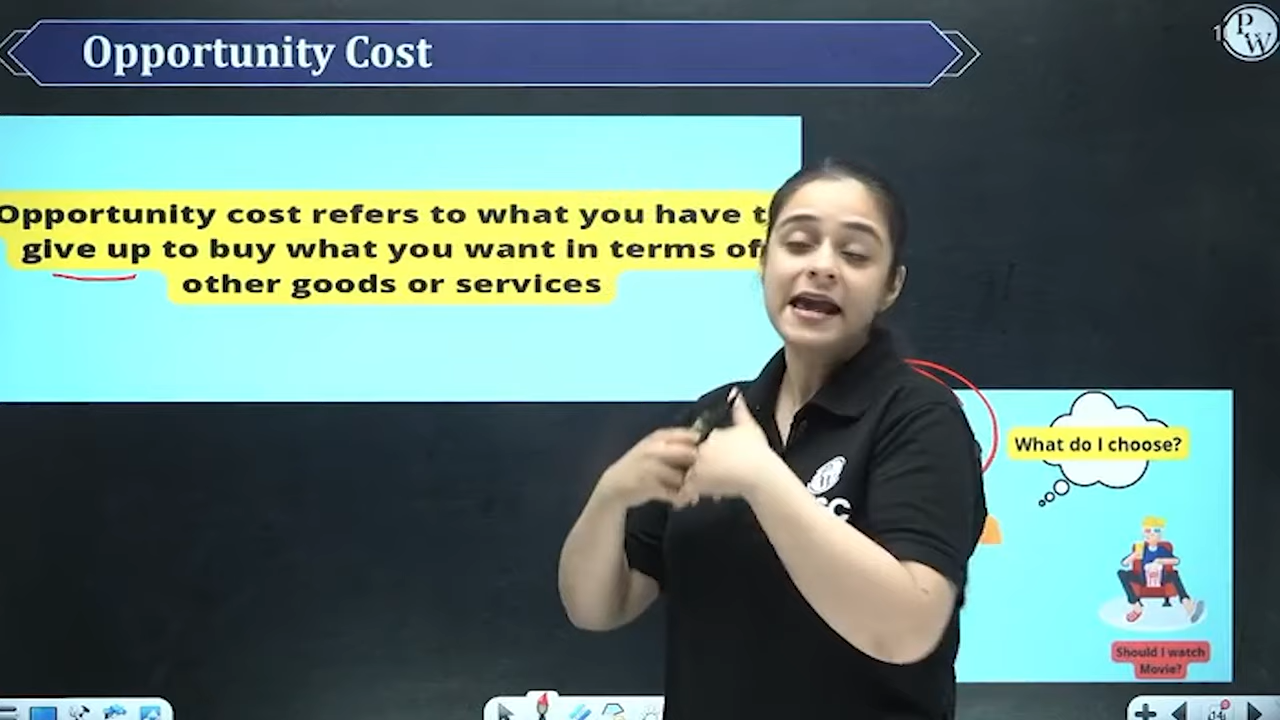 Opportunity Cost
PW
Opportunity cost refers to what you have
give up to buy what you want in terms of
other goods or services
What do I choose?
Should I watch
Movie?